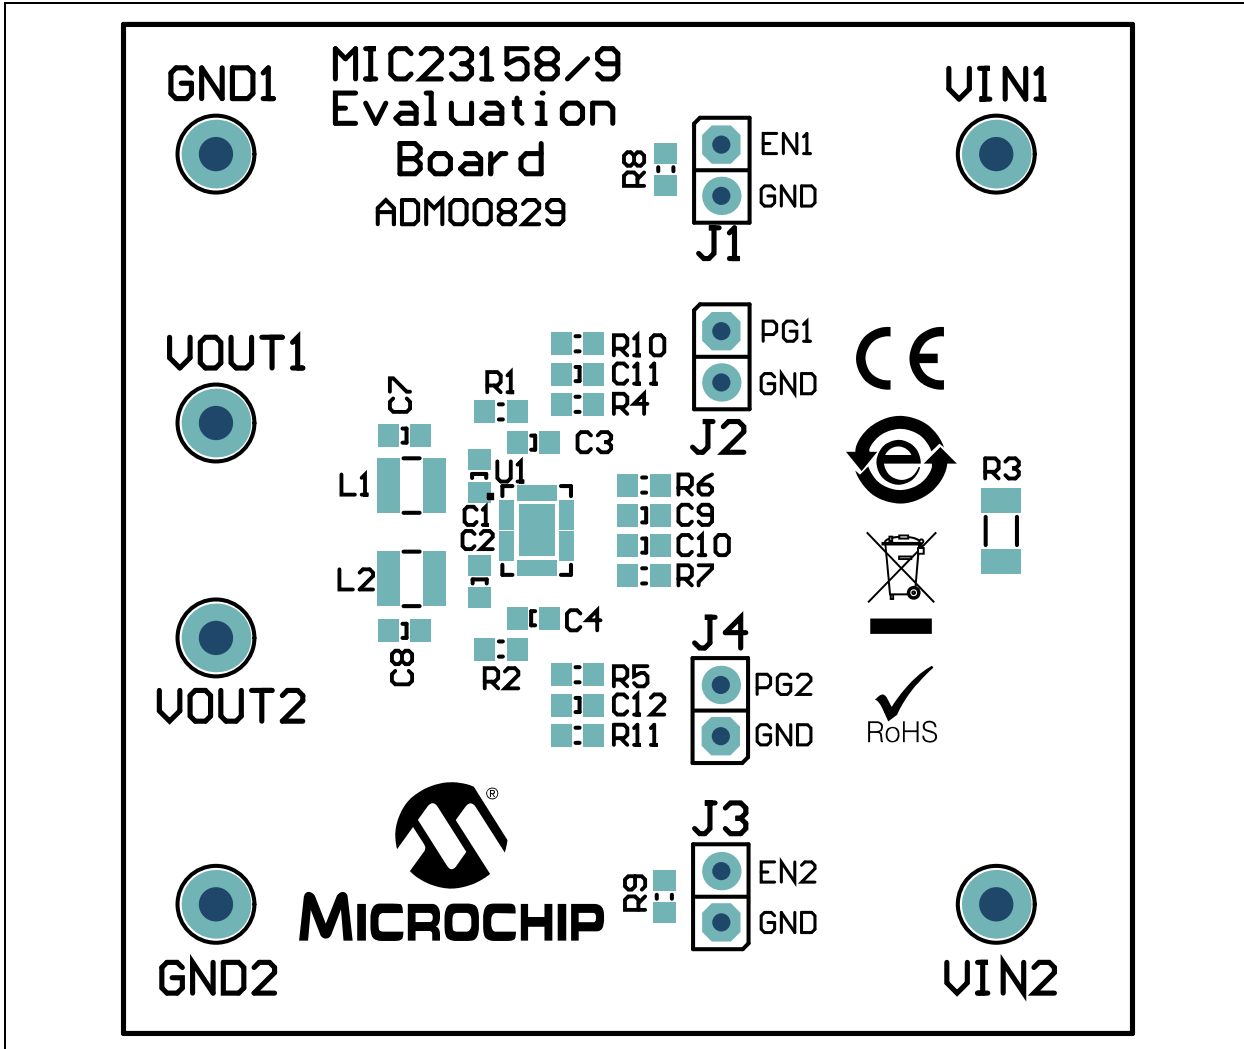 MIC23158/9
Evaluation
Board
ADM00829
GND1
VIN1
R8
EN1
GND
J1
VOUT1
PG1
GND
J2
R10
C11
R4
R1
C7
C3
L1
U1
C1
C2
L2
R6
C9
C10
R7
R3
C4
C8
R2
VOUT2
R5
C12
R11
J4
PG2
GND
CE
e
RoHS
®
MICROCHIP
J3
R9
EN2
GND
GND2
VIN2